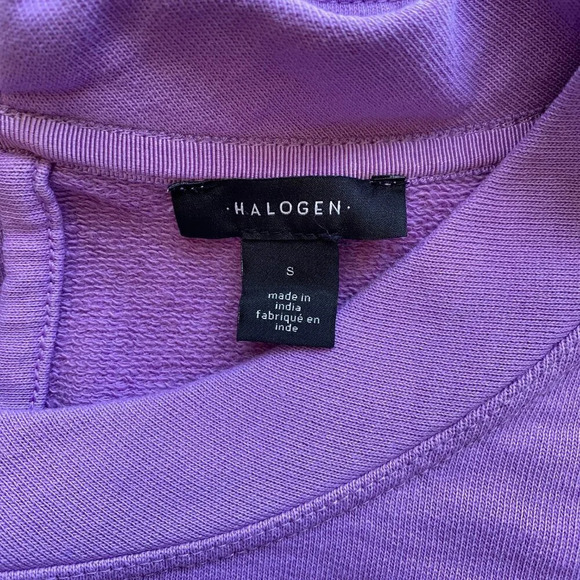 ·HALOGEN·
S
made in
india
fabriqué en
inde